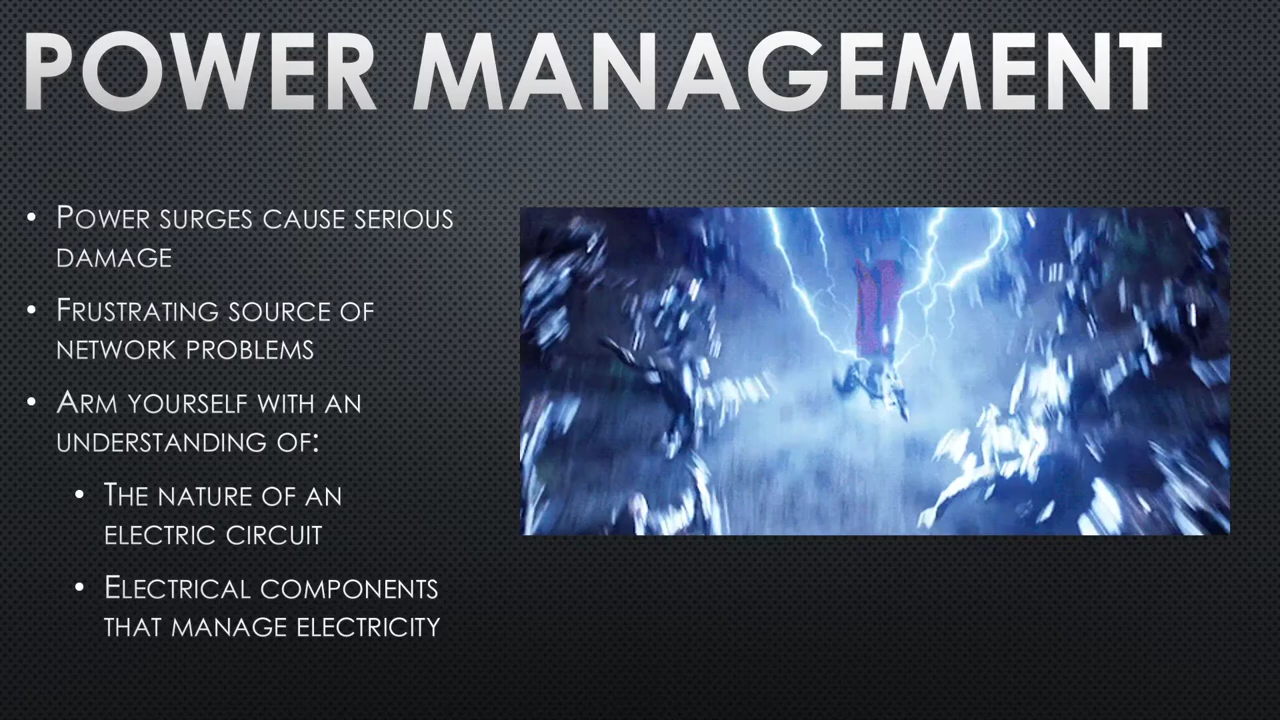 POWER MANAGEMENT
• POWER SURGES CAUSE SERIOUS
DAMAGE
• FRUSTRATING SOURCE OF
NETWORK PROBLEMS
• ARM YOURSELF WITH AN
UNDERSTANDING OF:
• THE NATURE OF AN
ELECTRIC CIRCUIT
• ELECTRICAL COMPONENTS
THAT MANAGE ELECTRICITY